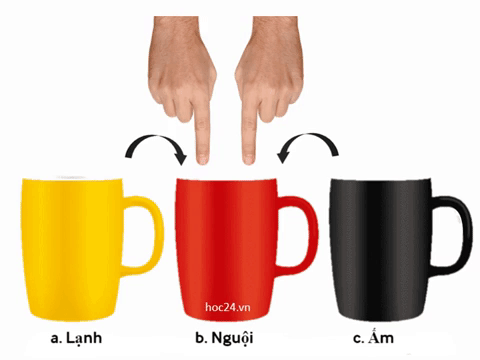 hoc24.vn
a. Lạnh
b. Nguội
c. Ấm